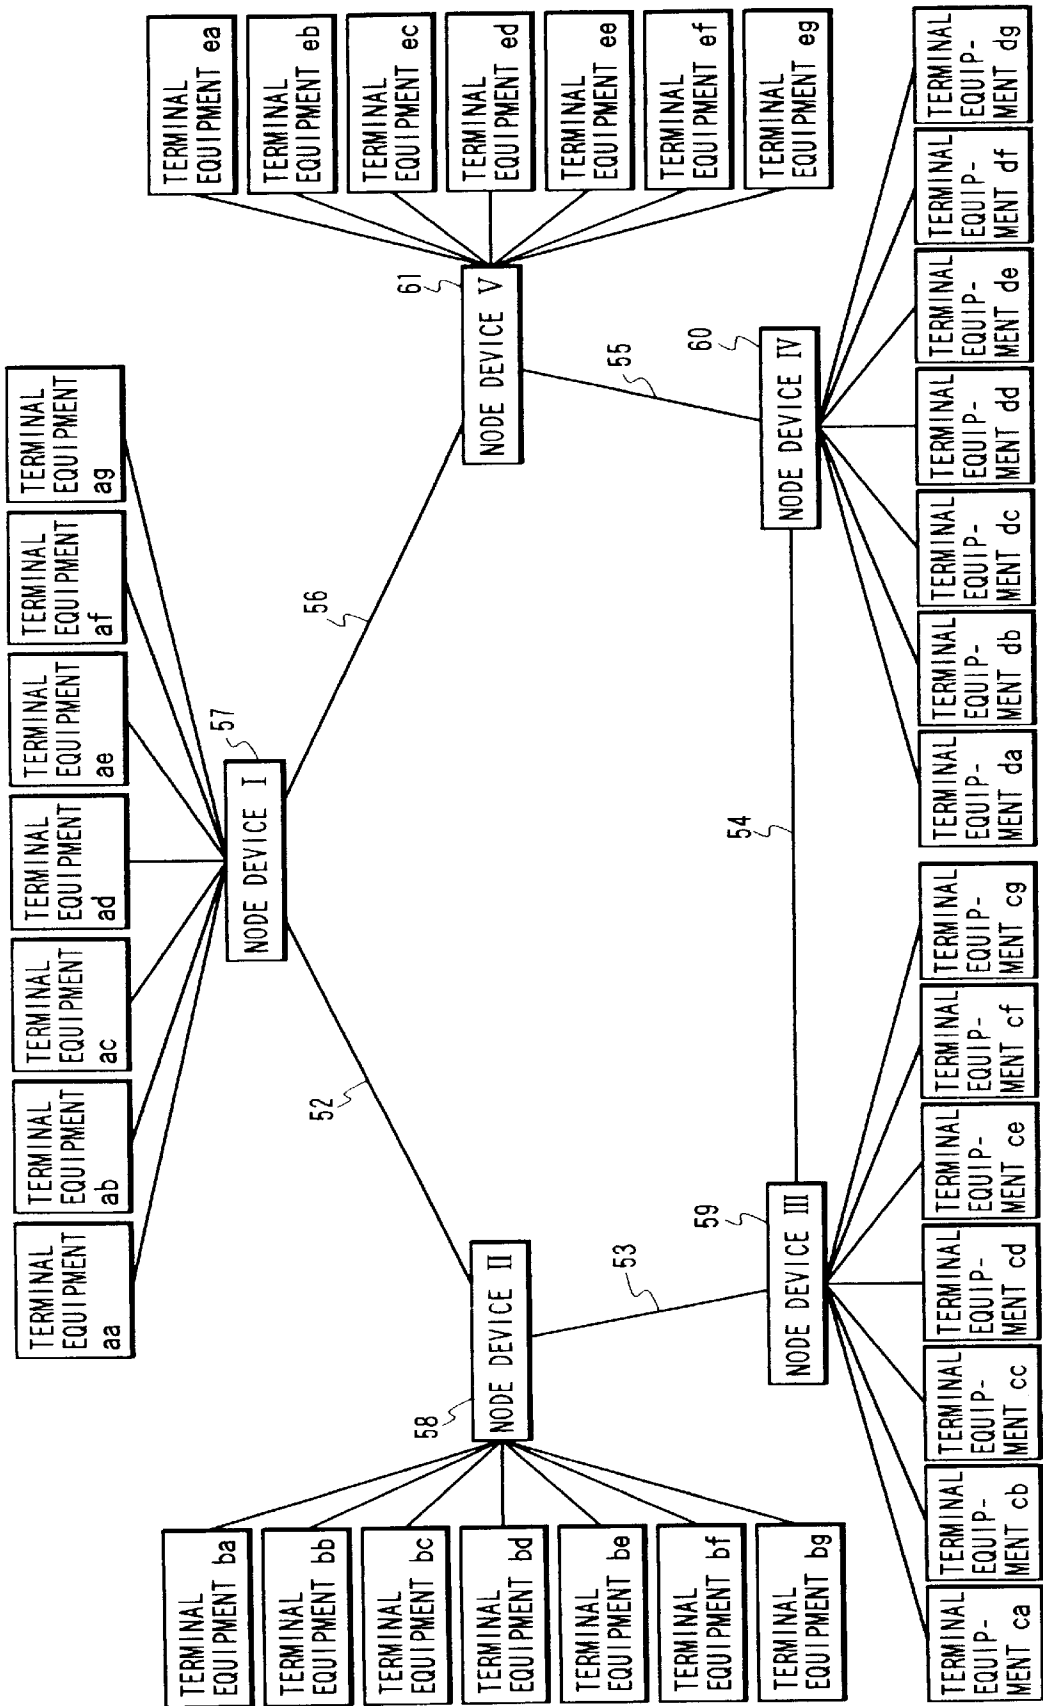 TERMINAL
EQUIPMENT
aa
TERMINAL
EQUIPMENT
ab
TERMINAL
EQUIPMENT
ac
TERMINAL
EQUIPMENT
ad
TERMINAL
EQUIPMENT
ae
TERMINAL
EQUIPMENT
af
TERMINAL
EQUIPMENT
ag
NODE DEVICE I
57
52
56
TERMINAL
EQUIPMENT ba
TERMINAL
EQUIPMENT bb
TERMINAL
EQUIPMENT bc
TERMINAL
EQUIPMENT bd
TERMINAL
EQUIPMENT be
TERMINAL
EQUIPMENT bf
TERMINAL
EQUIPMENT bg
58
NODE DEVICE II
61
NODE DEVICE V
TERMINAL
EQUIPMENT ea
TERMINAL
EQUIPMENT eb
TERMINAL
EQUIPMENT ec
TERMINAL
EQUIPMENT ed
TERMINAL
EQUIPMENT ee
TERMINAL
EQUIPMENT ef
TERMINAL
EQUIPMENT eg
53
55
59
NODE DEVICE III
54
60
NODE DEVICE IV
TERMINAL
EQUIP-
MENT ca
TERMINAL
EQUIP-
MENT cb
TERMINAL
EQUIP-
MENT cc
TERMINAL
EQUIP-
MENT cd
TERMINAL
EQUIP-
MENT ce
TERMINAL
EQUIP-
MENT cf
TERMINAL
EQUIP-
MENT cg
TERMINAL
EQUIP-
MENT da
TERMINAL
EQUIP-
MENT db
TERMINAL
EQUIP-
MENT dc
TERMINAL
EQUIP-
MENT dd
TERMINAL
EQUIP-
MENT de
TERMINAL
EQUIP-
MENT df
TERMINAL
EQUIP-
MENT dg